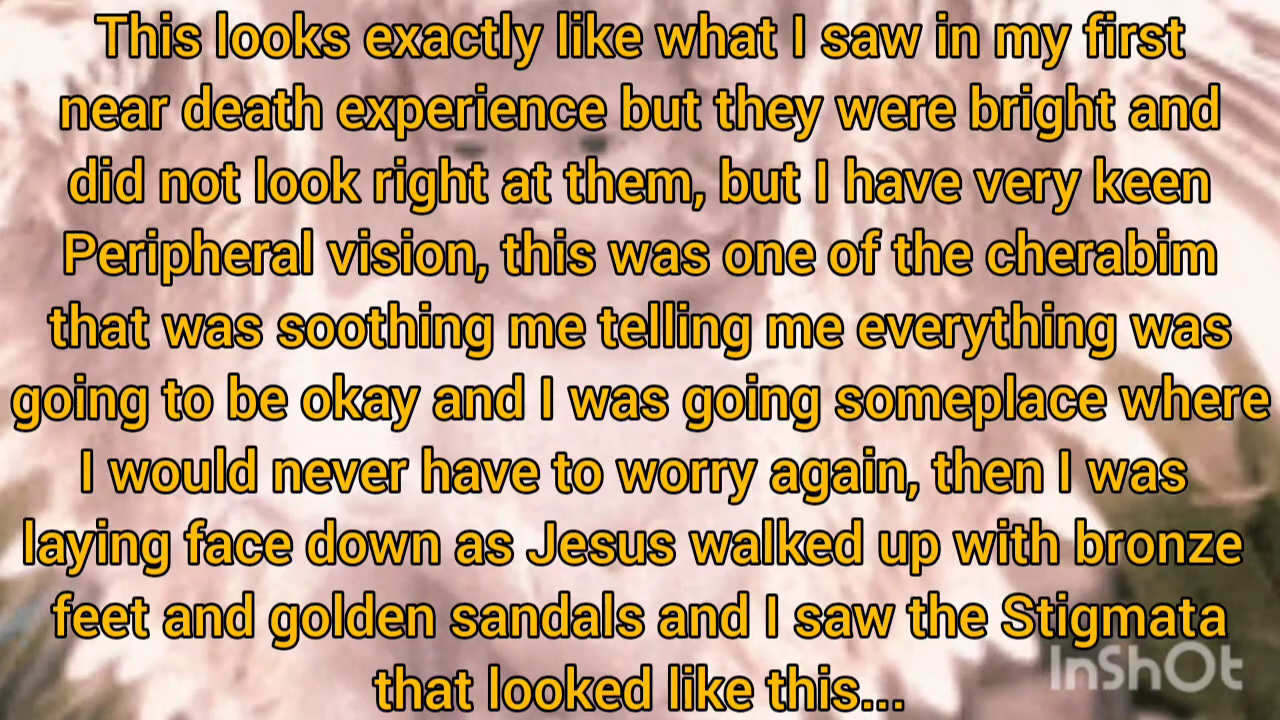 This looks exactly like what I saw in my first
near death experience but they were bright and
did not look right at them, but I have very keen
Peripheral vision, this was one of the cherabim
that was soothing me telling me everything was
going to be okay and I was going someplace where
I would never have to worry again, then I was
laying face down as Jesus walked up with bronze
feet and golden sandals and I saw the Stigmata
that looked like this...
InShOt